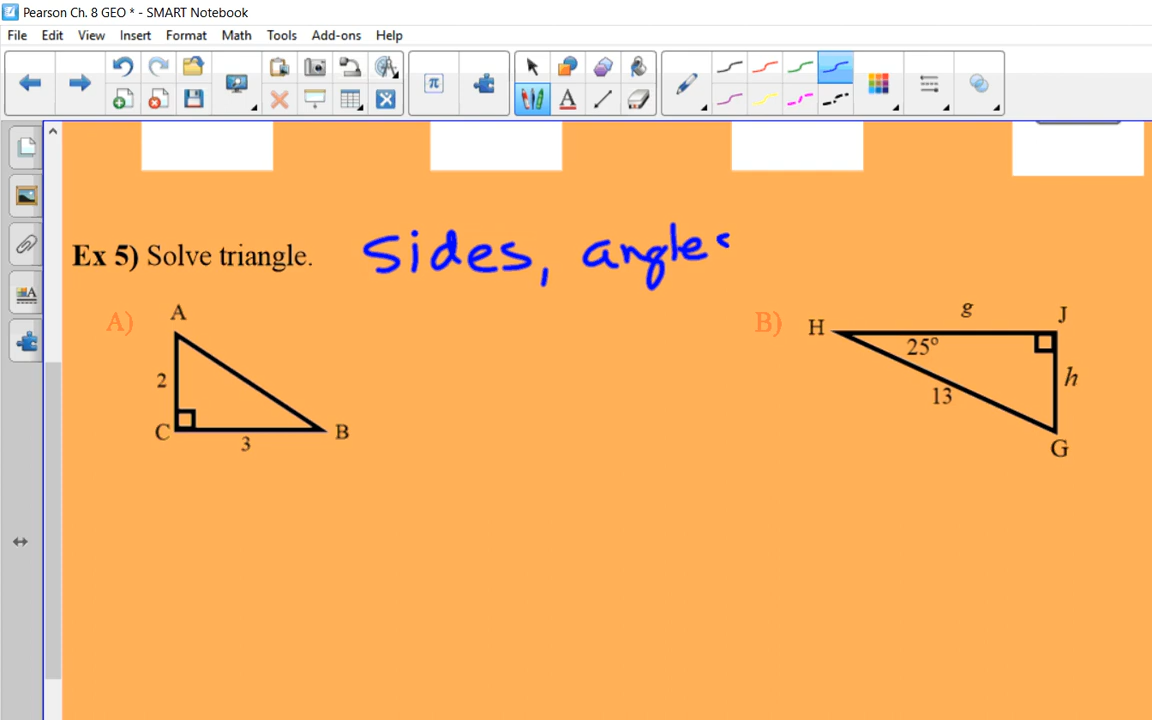 Pearson Ch. 8 GEO * - SMART Notebook
File Edit View Insert Format Math Tools Add-ons Help
π
A
A
Ex 5) Solve triangle. Sides, angles
A)
A
2
C
3
B
B)
H
g
J
25°
13
h
G